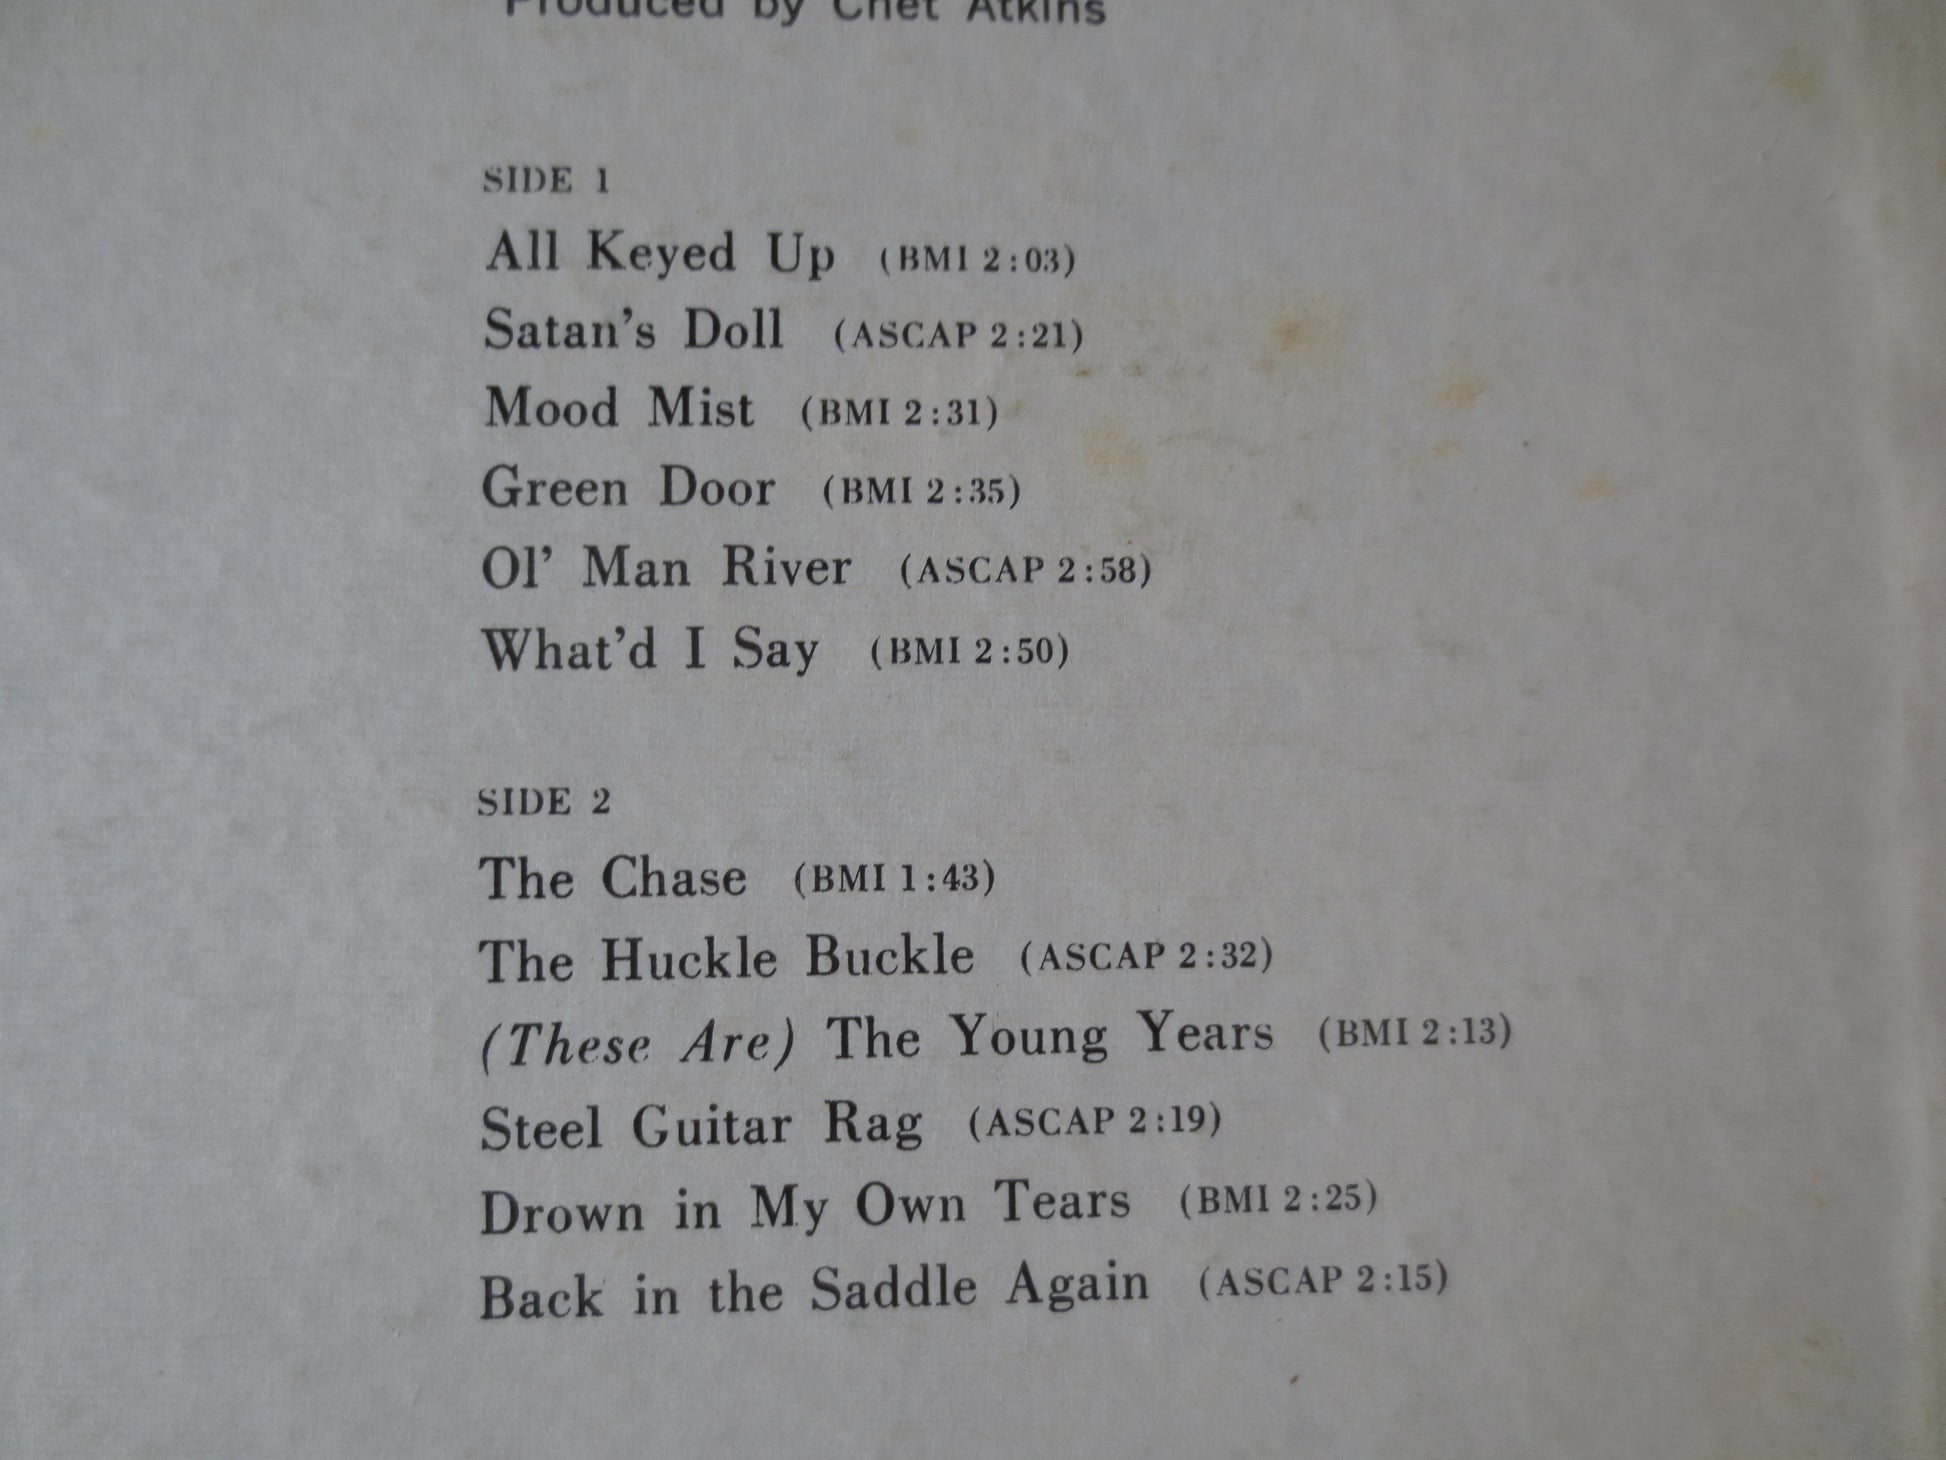 Produced by Chet Atkins
SIDE 1
All Keyed Up (BMI 2:03)
Satan's Doll (ASCAP 2:21)
Mood Mist (BMI 2:31)
Green Door (BMI 2:35)
Ol' Man River (ASCAP 2:58)
What'd I Say (BMI 2:50)
SIDE 2
The Chase (BMI 1:43)
The Huckle Buckle (ASCAP 2:32)
(These Are) The Young Years (BMI 2:13)
Steel Guitar Rag (ASCAP 2:19)
Drown in My Own Tears (BMI 2:25)
Back in the Saddle Again (ASCAP 2:15)